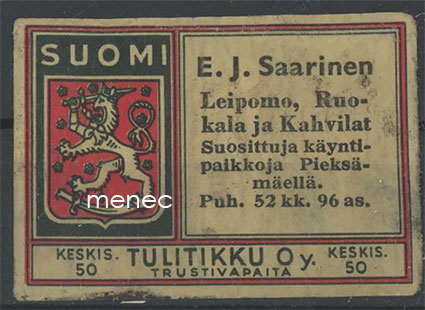 SUOMI
menec
E. J. Saarinen
Leipomo, Ruo-
kala ja Kahvilat
Suosittuja käynti-
paikkoja Pieksä-
mäellä.
Puh. 52 kk. 96 as.
KESKIS.
50
TULITIKKU Oy.
TRUSTIVAPAITA
KESKIS.
50